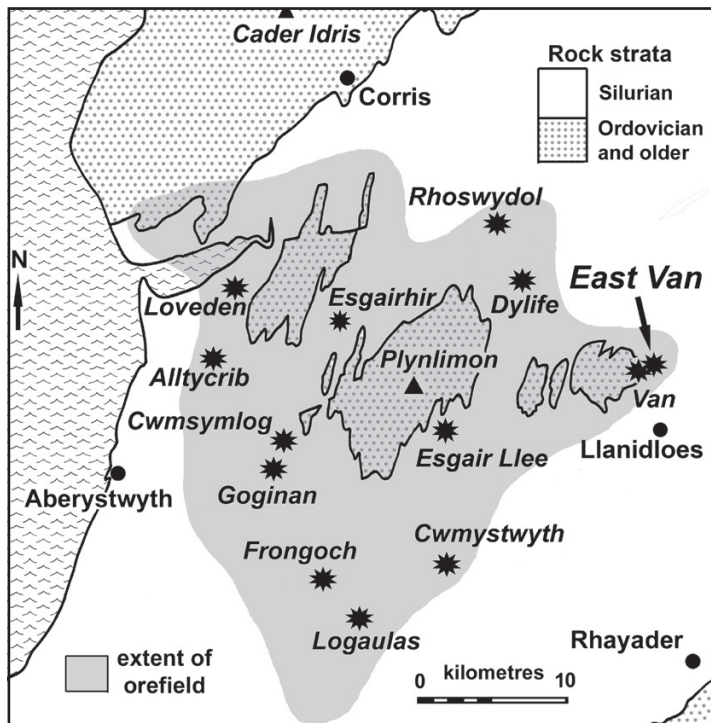 Cader Idris
Corris
Rock strata
Silurian
Ordovician
and older
Rhoswydol
N
East Van
Loveden
Esgairhir
Dylife
Alltycrib
Plynlimon
Van
Cwmsymlog
Llanidloes
Aberystwyth
Goginan
Esgair Llee
Frongoch
Cwmystwyth
Logaulas
Rhayader
extent of
orefield
0 kilometres 10